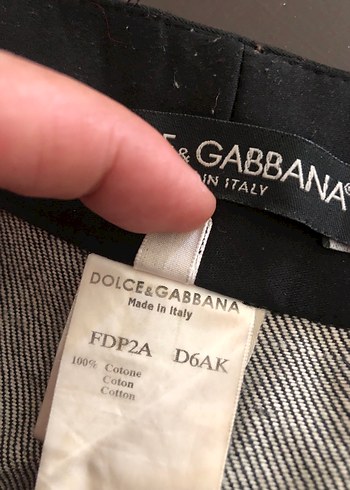 & GABBANA
IN ITALY
DOLCE&GABBANA
Made in Italy
FDP2A D6AK
100% Cotone
Coton
Cotton